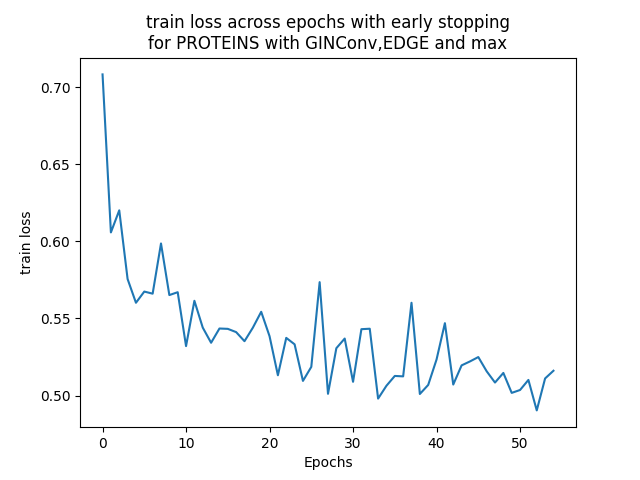 train loss across epochs with early stopping
for PROTEINS with GINConv,EDGE and max
0.70
0.65
0.60
0.55
0.50
train loss
0 10 20 30 40 50
Epochs